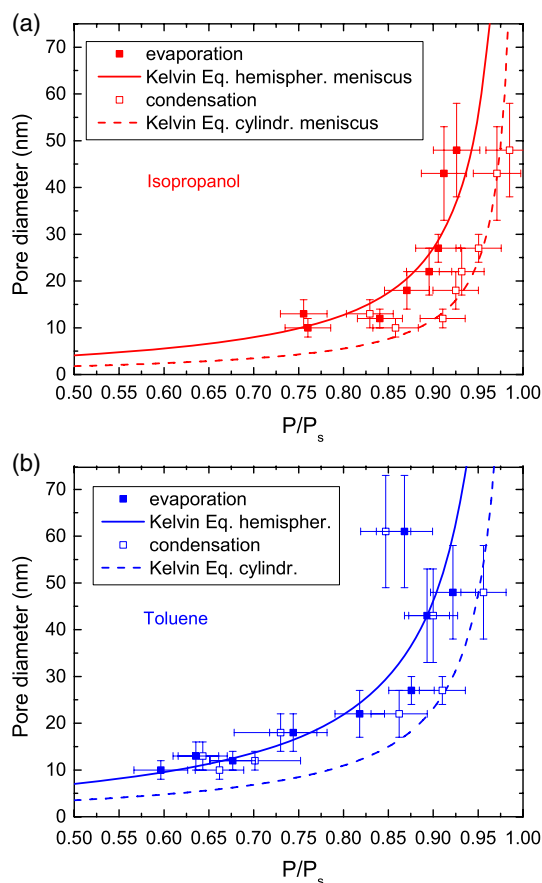 (a)
70
60
50
40
30
20
10
0
Pore diameter (nm)
evaporation
Kelvin Eq. hemispher. meniscus
condensation
Kelvin Eq. cylindr. meniscus
Isopropanol
0.50 0.55 0.60 0.65 0.70 0.75 0.80 0.85 0.90 0.95 1.00
P/Ps
(b)
70
60
50
40
30
20
10
0
Pore diameter (nm)
evaporation
Kelvin Eq. hemispher.
condensation
Kelvin Eq. cylindr.
Toluene
0.50 0.55 0.60 0.65 0.70 0.75 0.80 0.85 0.90 0.95 1.00
P/Ps